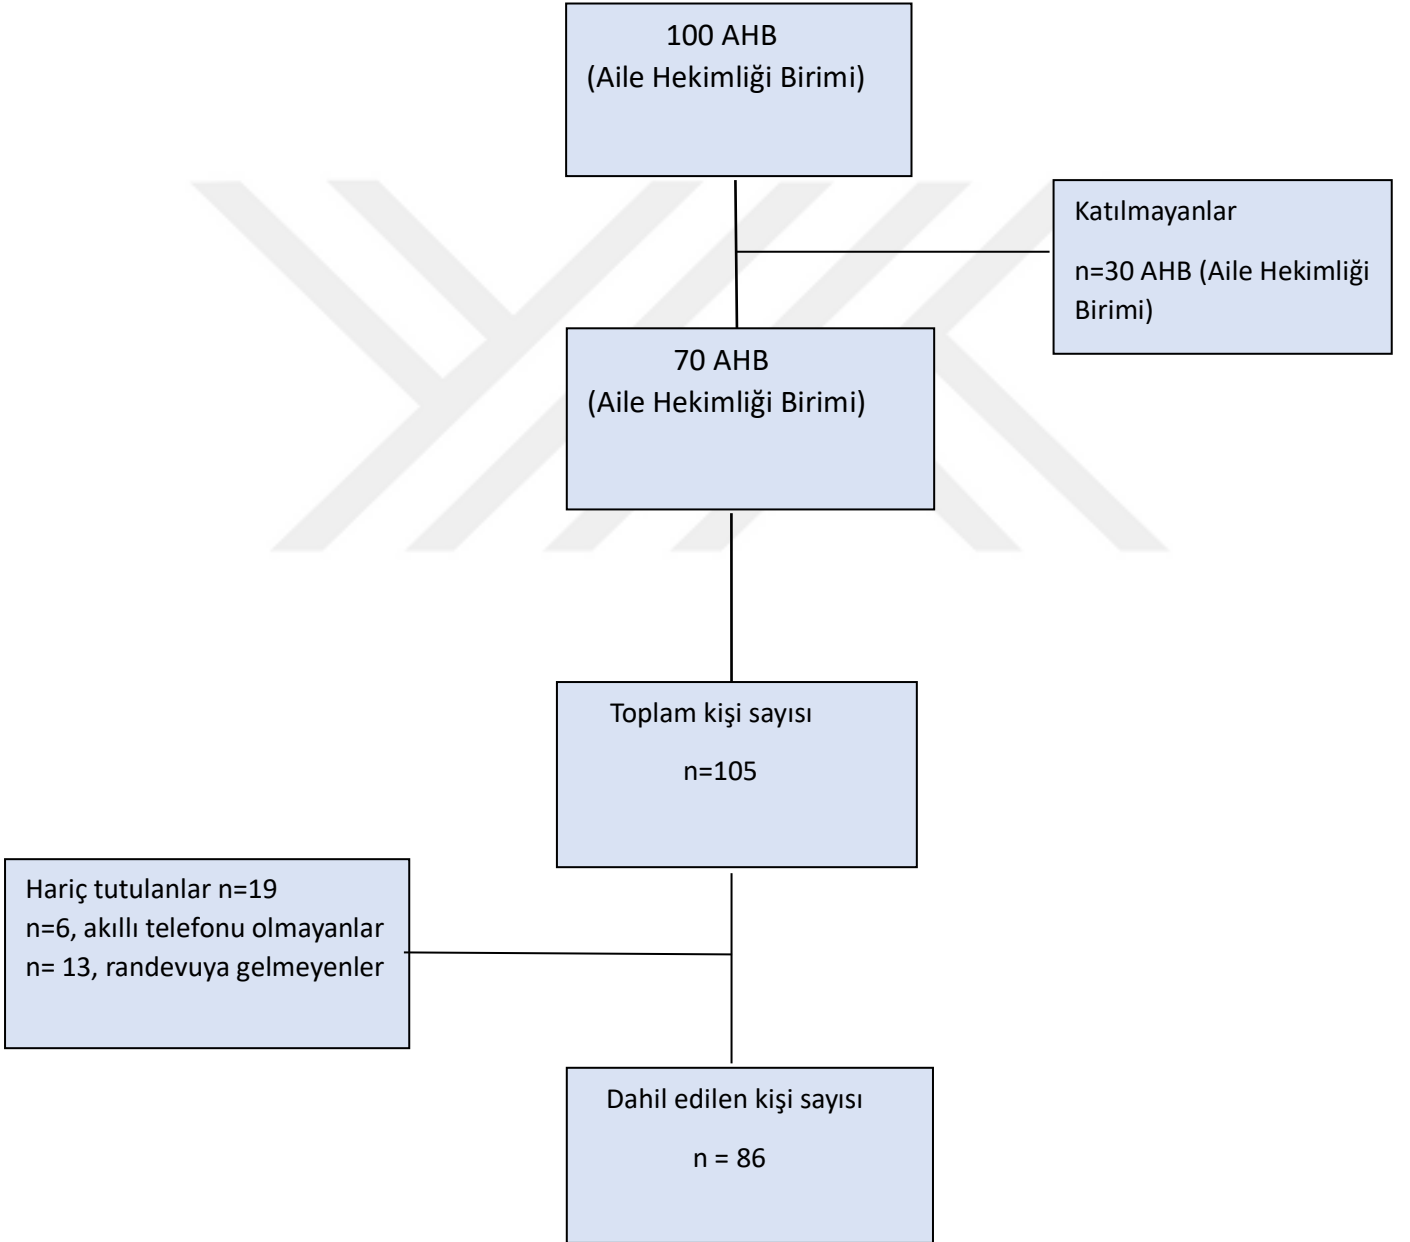 100 AHB
(Aile Hekimliği Birimi)
Katılmayanlar
n=30 AHB (Aile Hekimliği
Birimi)
70 AHB
(Aile Hekimliği Birimi)
Toplam kişi sayısı
n=105
Hariç tutulanlar n=19
n=6, akıllı telefonu olmayanlar
n= 13, randevuya gelmeyenler
Dahil edilen kişi sayısı
n = 86